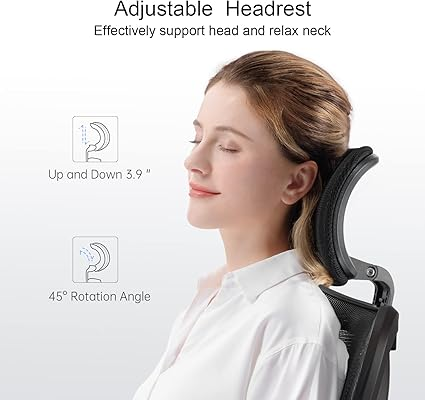 Adjustable Headrest
Effectively support head and relax neck
Up and Down 3.9 "
45° Rotation Angle